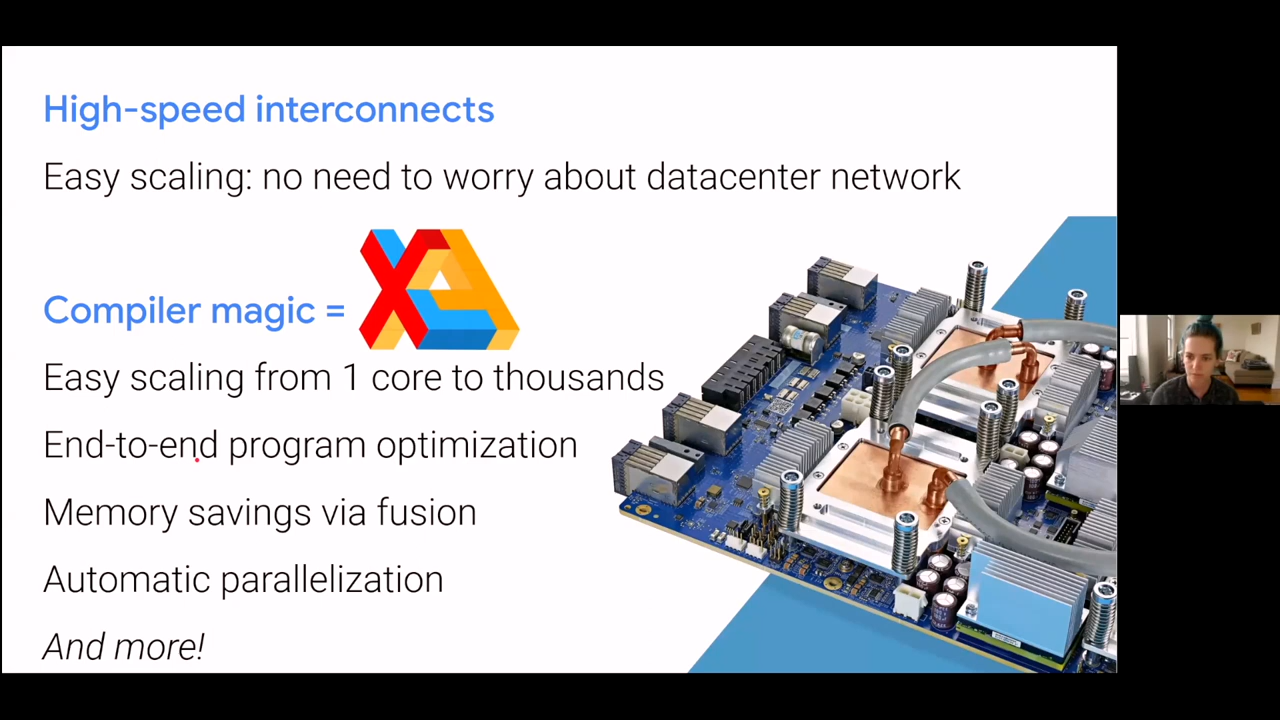 High-speed interconnects
Easy scaling: no need to worry about datacenter network
Compiler magic = XLA
Easy scaling from 1 core to thousands
End-to-end program optimization
Memory savings via fusion
Automatic parallelization
And more!